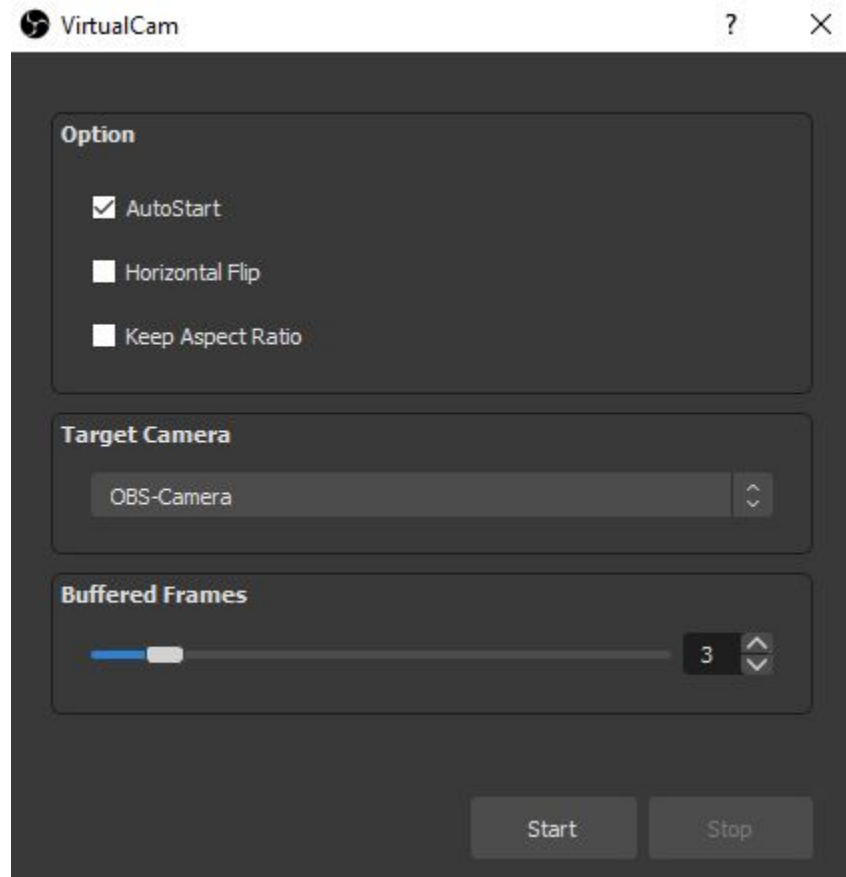 VirtualCam ?
Option
AutoStart
Horizontal Flip
Keep Aspect Ratio
Target Camera
OBS-Camera
Buffered Frames
3
Start Stop